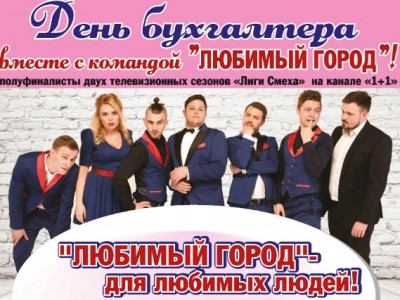 День бухгалтера
вместе с командой "ЛЮБИМЫЙ ГОРОД"!
полуфиналисты двух телевизионных сезонов «Лиги Смеха» на канале «1+1»
"ЛЮБИМЫЙ ГОРОД"-
для любимых людей!